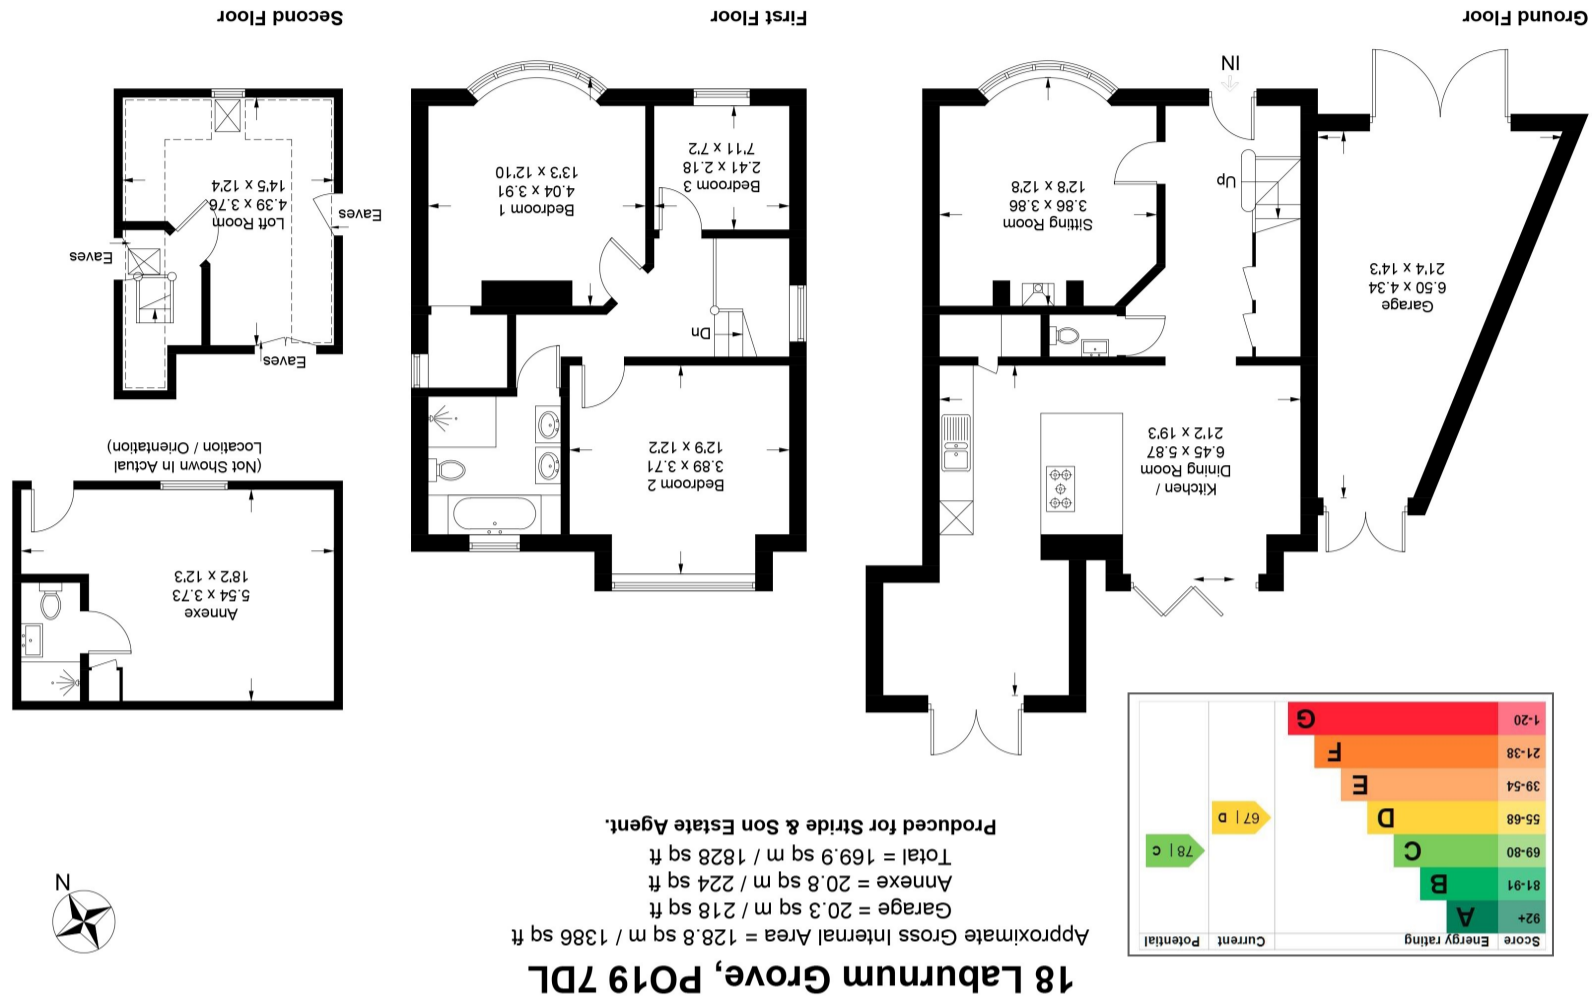 18 Laburnum Grove, PO19 7DL
Approximate Gross Internal Area = 128.8 sq m / 1386 sq ft
Garage = 20.3 sq m / 218 sq ft
Annexe = 20.8 sq m / 224 sq ft
Total = 169.9 sq m / 1828 sq ft
Produced for Stride & Son Estate Agent.
N
Score Energy rating Current Potential
92+ A
81-91 B
69-80 C 78 | C
55-68 D 67 | D
39-54 E
21-38 F
1-20 G
Kitchen /
Dining Room
6.45 x 5.87
21'2 x 19'3
Garage
6.50 x 4.34
21'4 x 14'3
Sitting Room
3.86 x 3.86
12'8 x 12'8
Up
IN
Ground Floor
Bedroom 2
3.89 x 3.71
12'9 x 12'2
Dn
Bedroom 1
4.04 x 3.91
13'3 x 12'10
Bedroom 3
2.41 x 2.18
7'11 x 7'2
First Floor
Annexe
5.54 x 3.73
18'2 x 12'3
(Not Shown In Actual
Location / Orientation)
Eaves
Eaves
Eaves
Loft Room
4.39 x 3.76
14'5 x 12'4
Second Floor